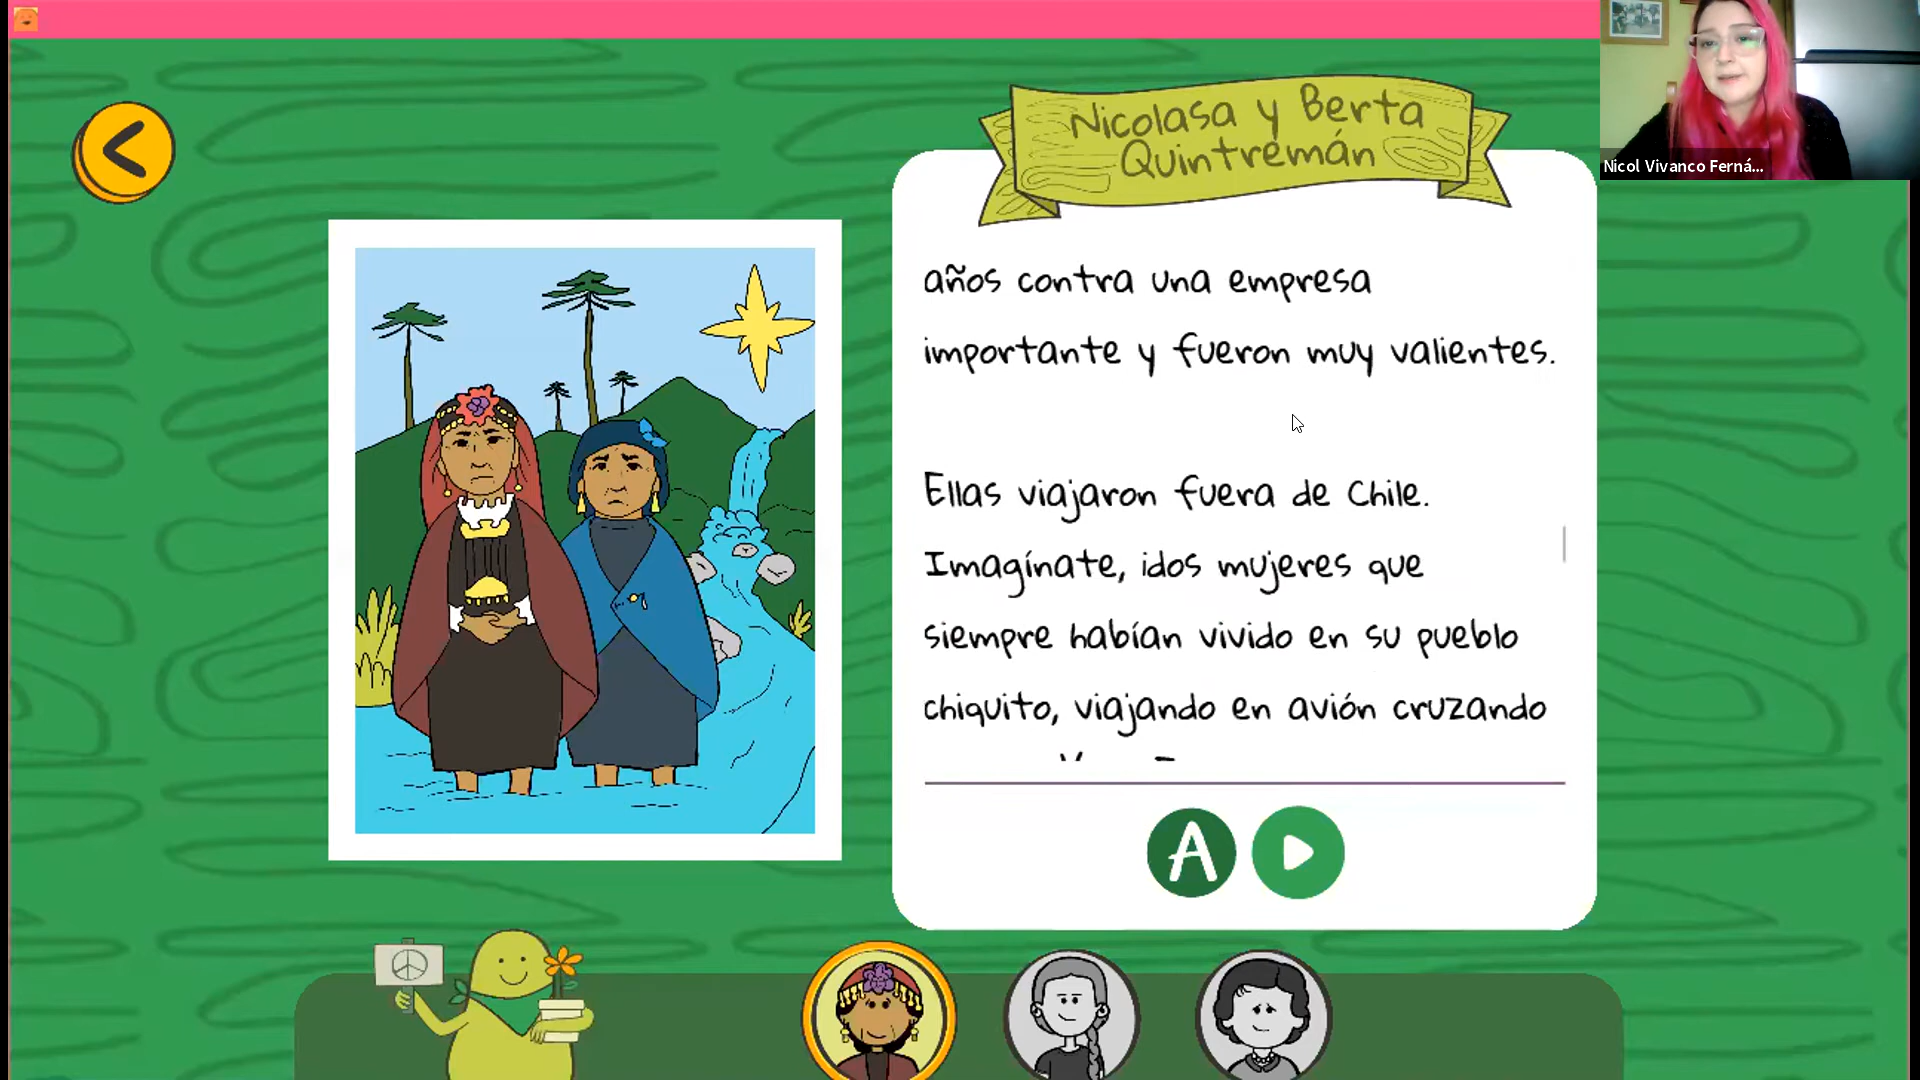 Nicolasa y Berta
Quintremán
años contra una empresa
importante y fueron muy valientes.
Ellas viajaron fuera de Chile.
Imagínate, ¡dos mujeres que
siempre habían vivido en su pueblo
chiquito, viajando en avión cruzando
A
Nicol Vivanco Ferná...